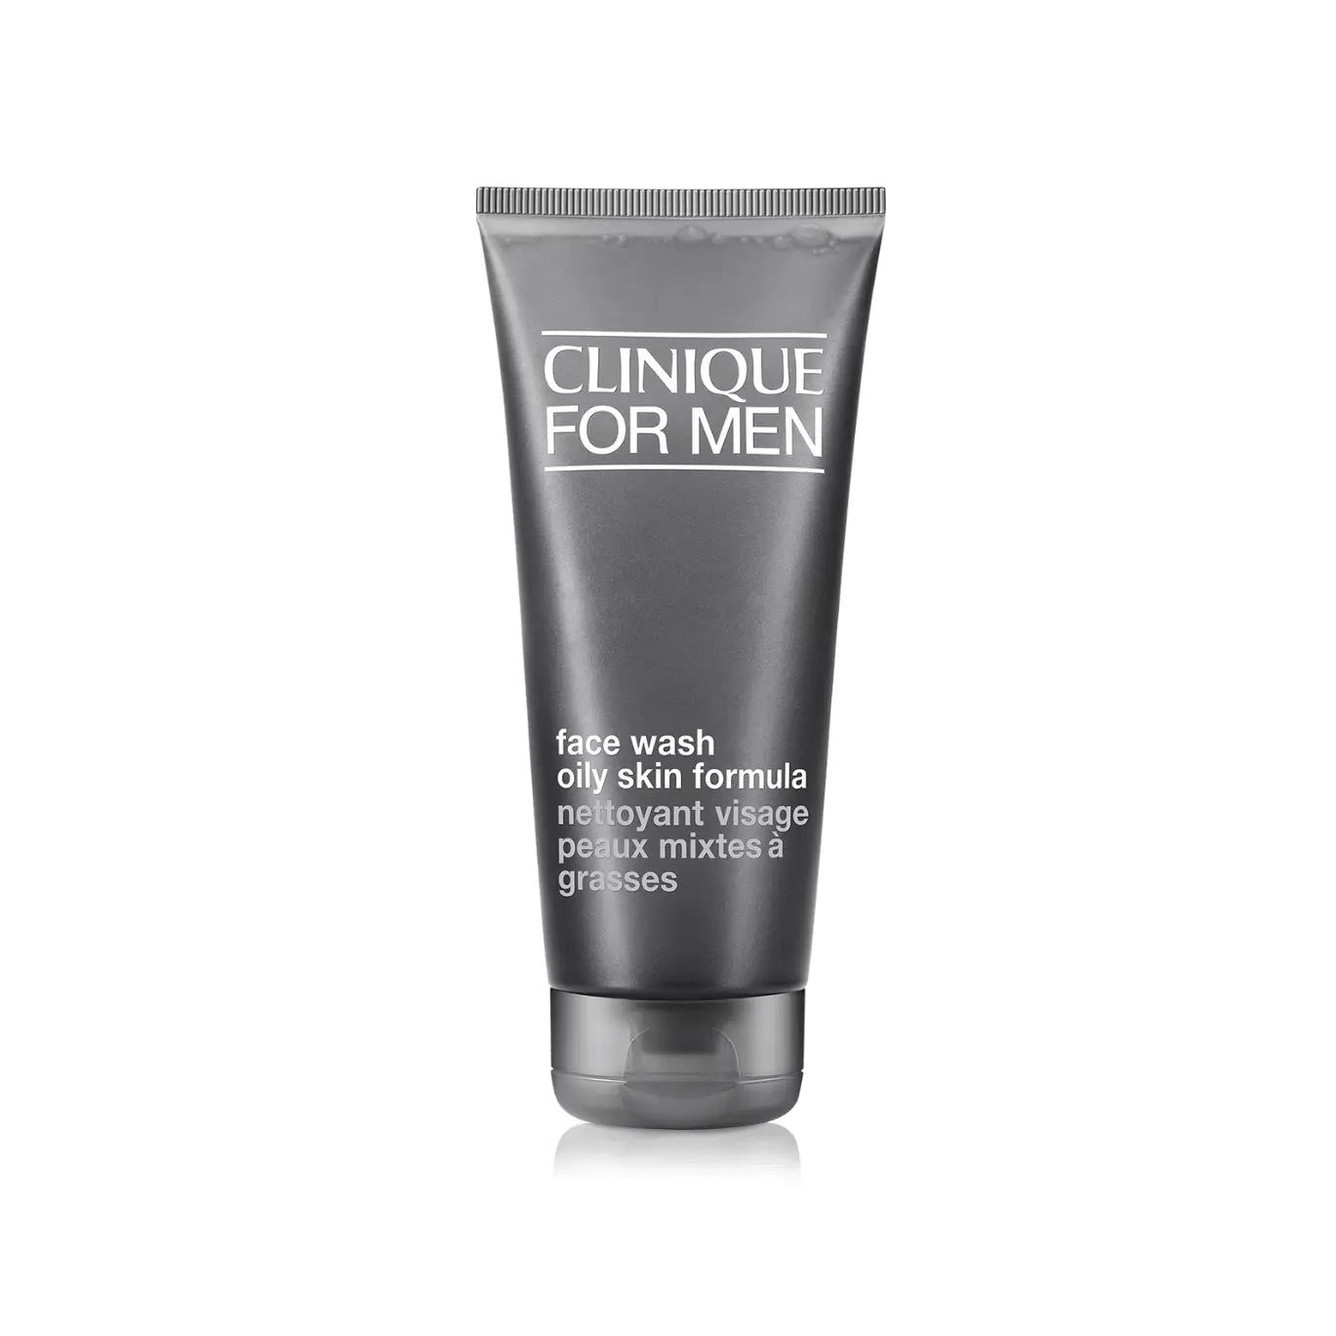 CLINIQUE
FOR MEN
face wash
oily skin formula
nettoyant visage
peaux mixtes à
grasses